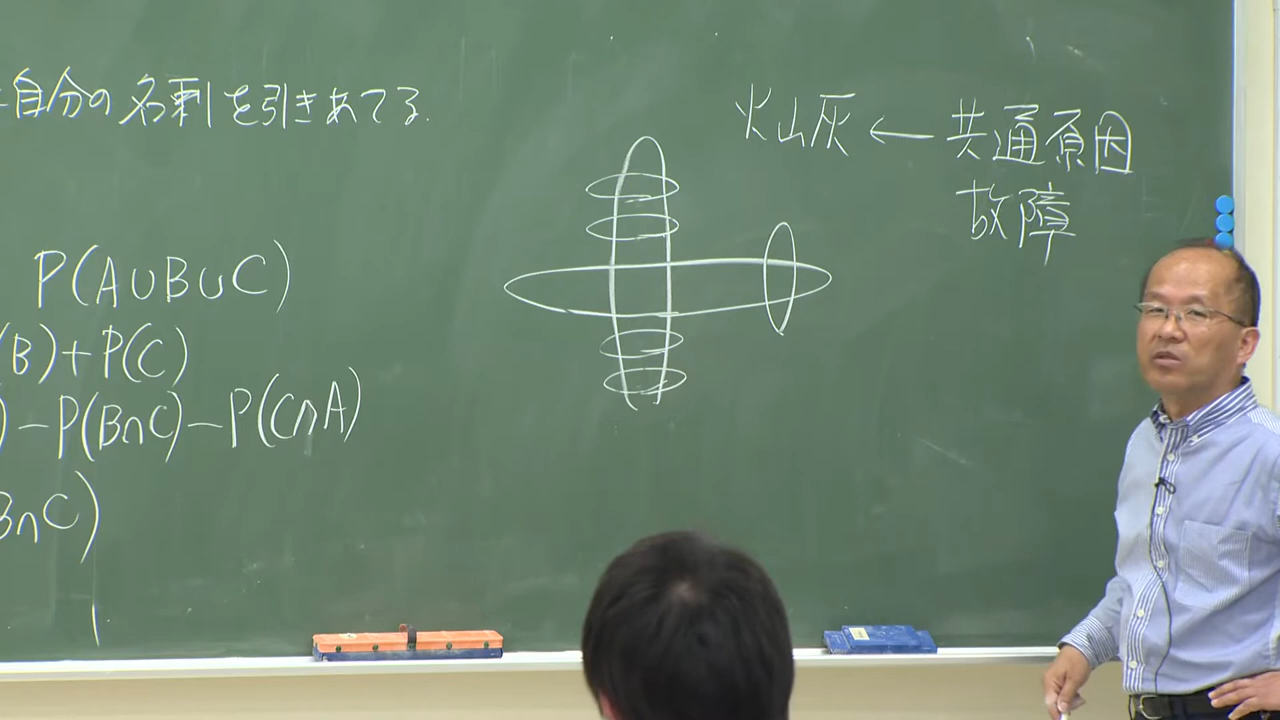 自分の名刺を引きあてる.
P(A∪B∪C)
(B)+P(C)
)-P(B∩C)-P(C∩A)
B∩C)
火山灰←共通原因
故障